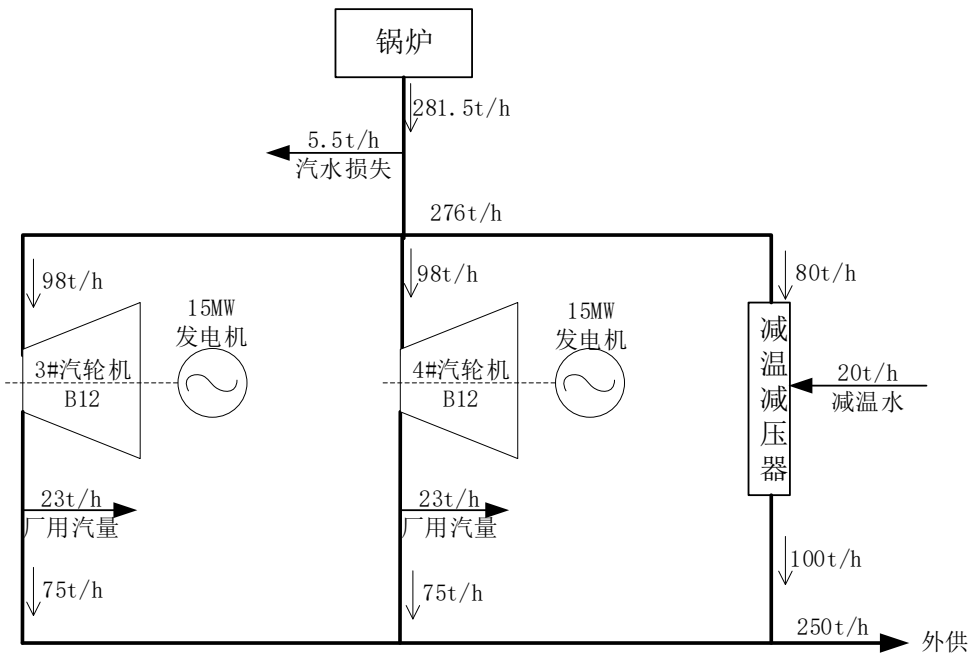 锅炉
281.5t/h
5.5t/h
汽水损失
276t/h
98t/h
98t/h
80t/h
15MW
发电机
15MW
发电机
3#汽轮机
B12
4#汽轮机
B12
减温减压器
20t/h
减温水
23t/h
厂用汽量
23t/h
厂用汽量
75t/h
75t/h
100t/h
250t/h
外供